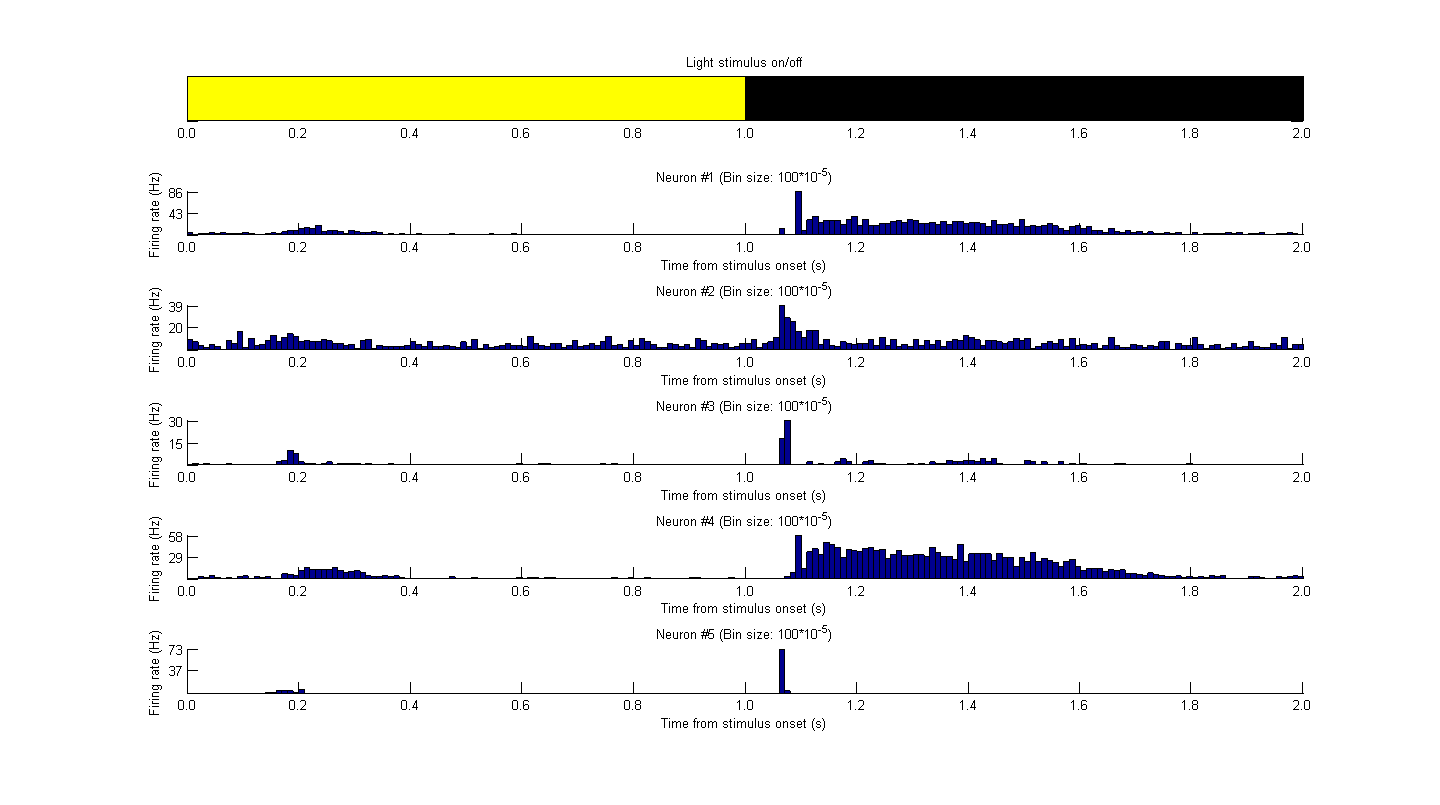 Light stimulus on/off
0.0 0.2 0.4 0.6 0.8 1.0 1.2 1.4 1.6 1.8 2.0
Neuron #1 (Bin size: 100*10-5)
Firing rate (Hz)
86
43
0.0 0.2 0.4 0.6 0.8 1.0 1.2 1.4 1.6 1.8 2.0
Time from stimulus onset (s)
Neuron #2 (Bin size: 100*10-5)
Firing rate (Hz)
39
20
0.0 0.2 0.4 0.6 0.8 1.0 1.2 1.4 1.6 1.8 2.0
Time from stimulus onset (s)
Neuron #3 (Bin size: 100*10-5)
Firing rate (Hz)
30
15
0.0 0.2 0.4 0.6 0.8 1.0 1.2 1.4 1.6 1.8 2.0
Time from stimulus onset (s)
Neuron #4 (Bin size: 100*10-5)
Firing rate (Hz)
58
29
0.0 0.2 0.4 0.6 0.8 1.0 1.2 1.4 1.6 1.8 2.0
Time from stimulus onset (s)
Neuron #5 (Bin size: 100*10-5)
Firing rate (Hz)
73
37
0.0 0.2 0.4 0.6 0.8 1.0 1.2 1.4 1.6 1.8 2.0
Time from stimulus onset (s)